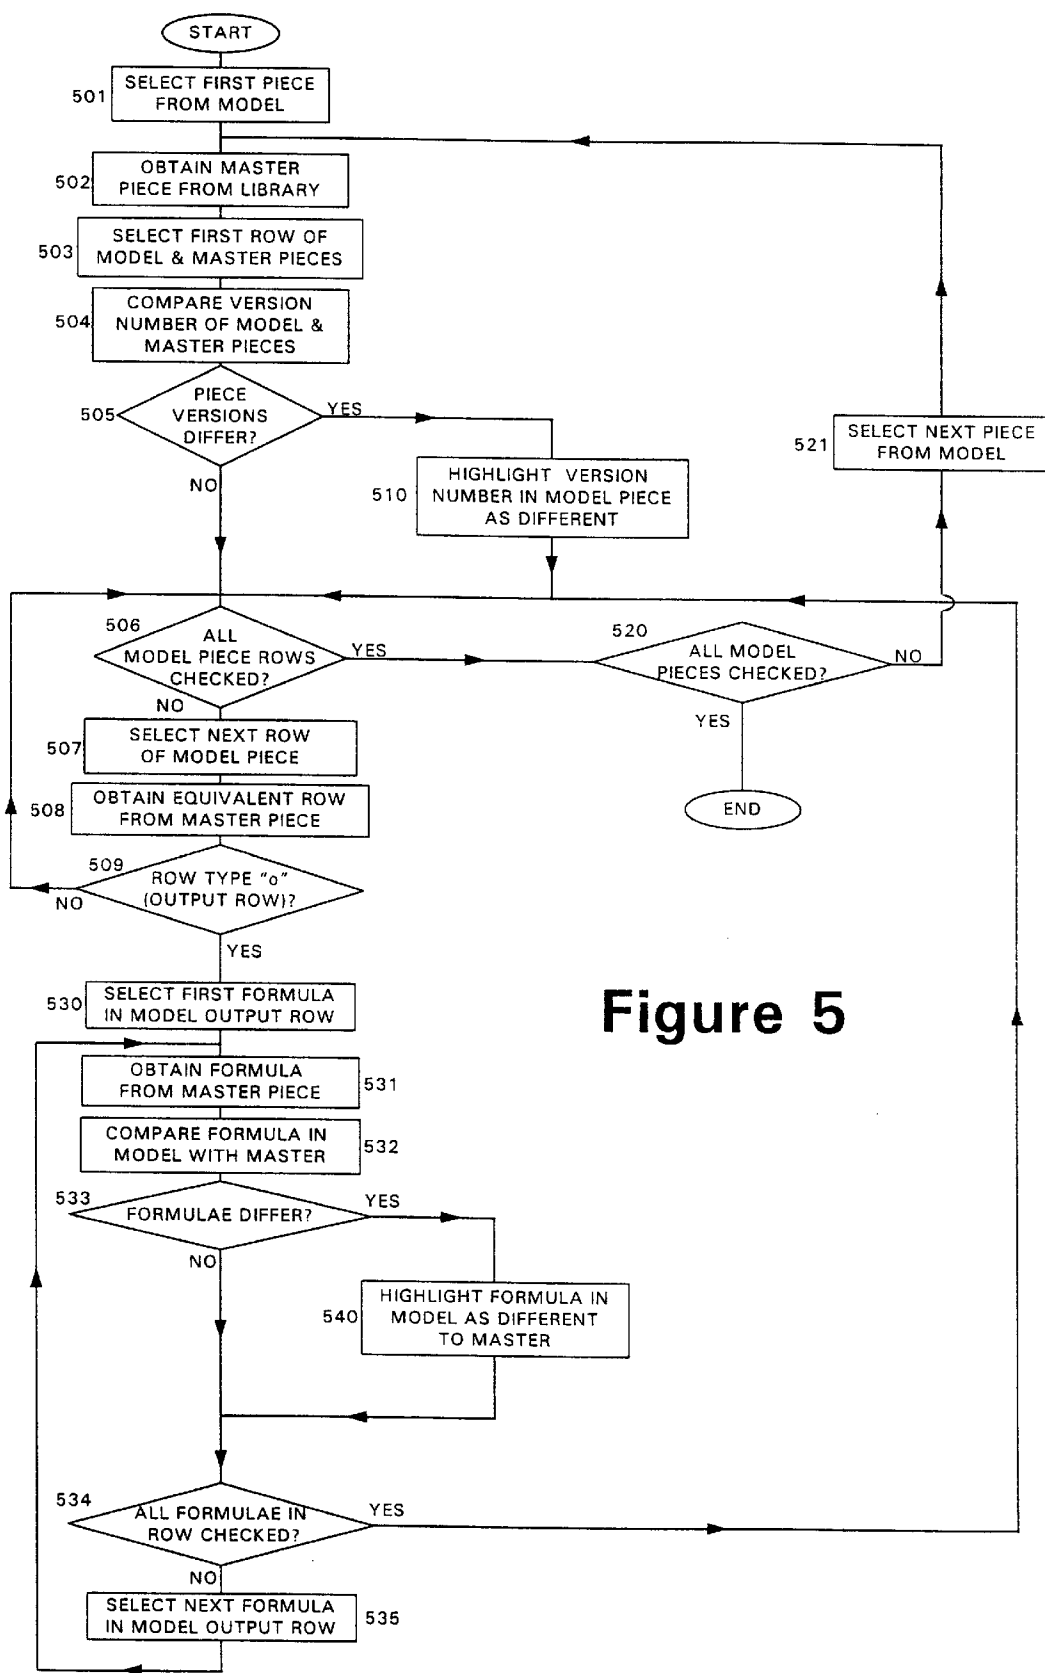 START
501
SELECT FIRST PIECE
FROM MODEL
502
OBTAIN MASTER
PIECE FROM LIBRARY
503
SELECT FIRST ROW OF
MODEL & MASTER PIECES
504
COMPARE VERSION
NUMBER OF MODEL &
MASTER PIECES
505
PIECE
VERSIONS
DIFFER?
YES
NO
510
HIGHLIGHT VERSION
NUMBER IN MODEL PIECE
AS DIFFERENT
521
SELECT NEXT PIECE
FROM MODEL
506
ALL
MODEL PIECE ROWS
CHECKED?
YES
NO
520
ALL MODEL
PIECES CHECKED?
NO
YES
END
507
SELECT NEXT ROW
OF MODEL PIECE
508
OBTAIN EQUIVALENT ROW
FROM MASTER PIECE
509
ROW TYPE "o"
(OUTPUT ROW)?
NO
YES
530
SELECT FIRST FORMULA
IN MODEL OUTPUT ROW
Figure 5
OBTAIN FORMULA
FROM MASTER PIECE
531
COMPARE FORMULA IN
MODEL WITH MASTER
532
533
FORMULAE DIFFER?
YES
NO
540
HIGHLIGHT FORMULA IN
MODEL AS DIFFERENT
TO MASTER
534
ALL FORMULAE IN
ROW CHECKED?
YES
NO
SELECT NEXT FORMULA
IN MODEL OUTPUT ROW
535